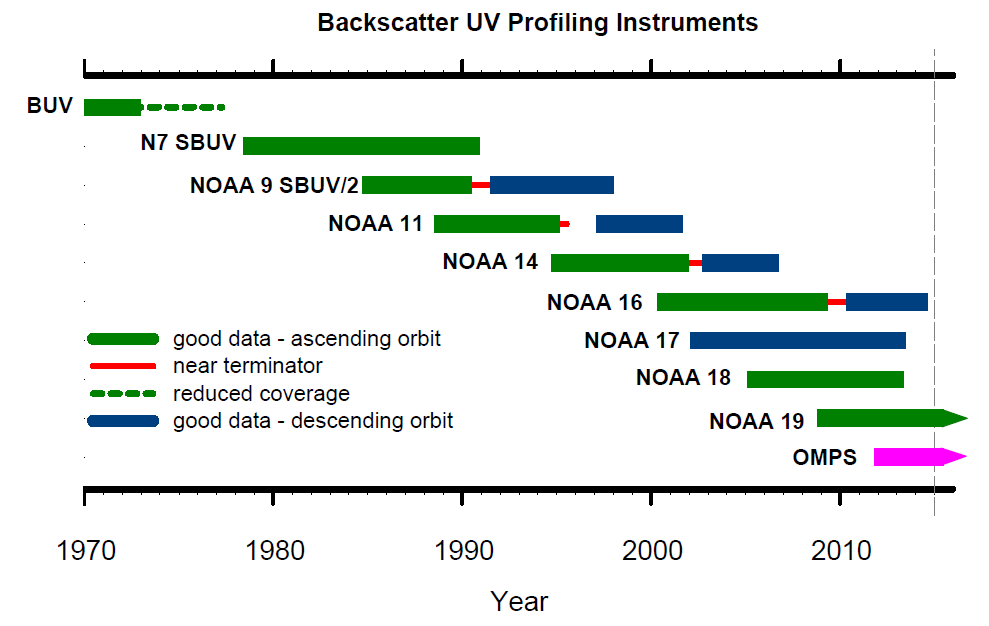 Backscatter UV Profiling Instruments
BUV
N7 SBUV
NOAA 9 SBUV/2
NOAA 11
NOAA 14
NOAA 16
NOAA 17
NOAA 18
NOAA 19
OMPS
good data - ascending orbit
near terminator
reduced coverage
good data - descending orbit
1970 1980 1990 2000 2010
Year